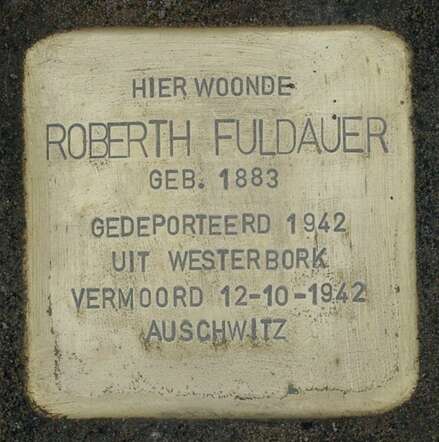 HIER WOONDE
ROBERTH FULDAUER
GEB. 1883
GEDEPORTEERD 1942
UIT WESTERBORK
VERMOORD 12-10-1942
AUSCHWITZ